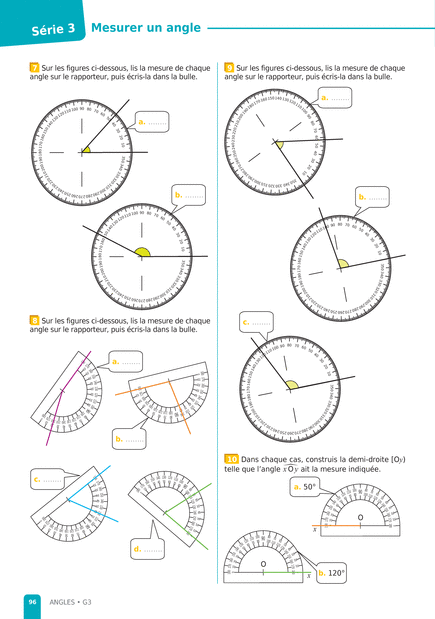 Série 3
Mesurer un angle
7 Sur les figures ci-dessous, lis la mesure de chaque
angle sur le rapporteur, puis écris-la dans la bulle.
a. ........
b. ........
8 Sur les figures ci-dessous, lis la mesure de chaque
angle sur le rapporteur, puis écris-la dans la bulle.
a. ........
b. ........
c. ........
d. ........
9 Sur les figures ci-dessous, lis la mesure de chaque
angle sur le rapporteur, puis écris-la dans la bulle.
a. ........
b. ........
c. ........
10 Dans chaque cas, construis la demi-droite [Oy)
telle que l'angle xOy ait la mesure indiquée.
a. 50°
O
x
O
x
b. 120°
96 ANGLES • G3